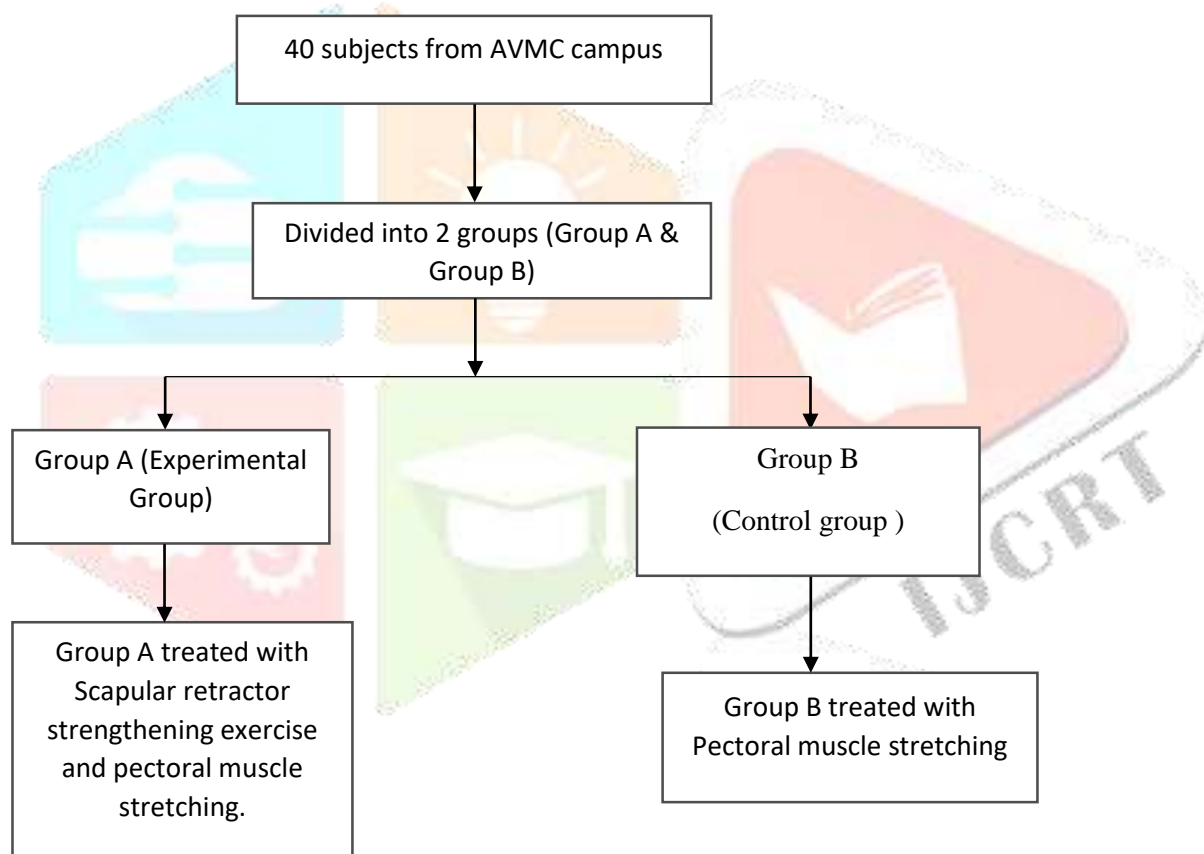 40 subjects from AVMC campus
Divided into 2 groups (Group A &
Group B)
Group A (Experimental
Group)
Group B
(Control group )
Group A treated with
Scapular retractor
strengthening exercise
and pectoral muscle
stretching.
Group B treated with
Pectoral muscle stretching
IJCRT